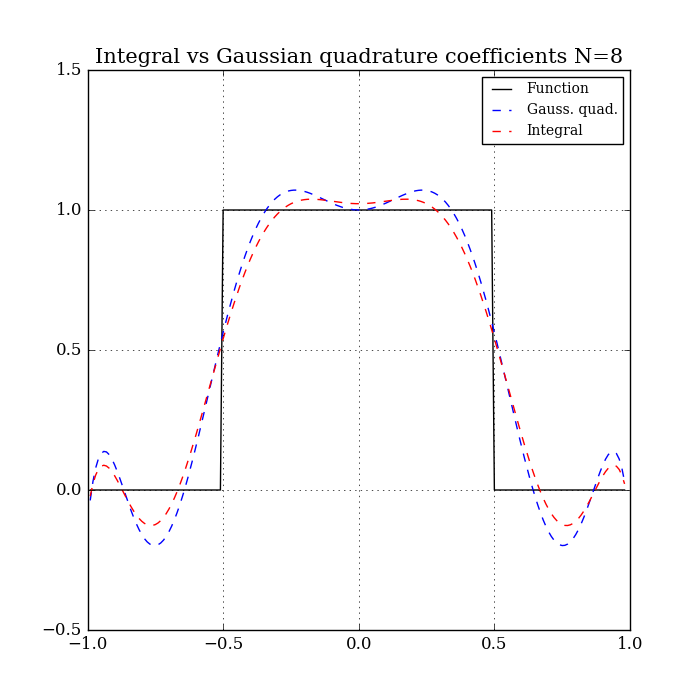 Integral vs Gaussian quadrature coefficients N=8
1.5
Function
Gauss. quad.
Integral
1.0
0.5
0.0
−0.5
−1.0 −0.5 0.0 0.5 1.0